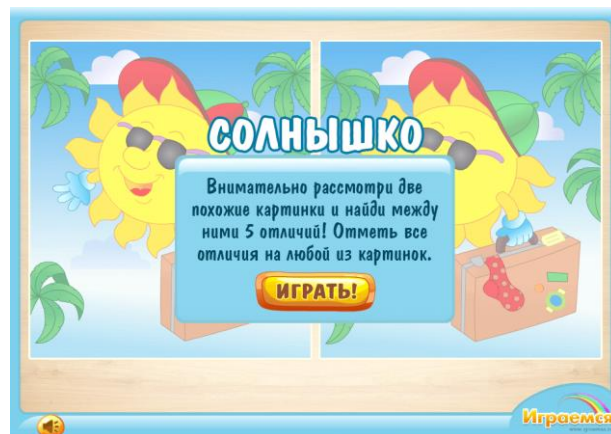 СОЛНЫШКО
Внимательно рассмотри две
похожие картинки и найди между
ними 5 отличий! Отметь все
отличия на любой из картинок.
ИГРАТЬ!
Играемся